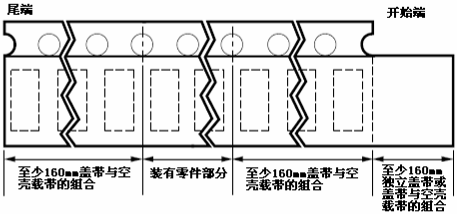 尾端
开始端
至少160mm盖带与空
壳载带的组合
装有零件部分
至少160mm盖带与空
壳载带的组合
至少160mm
独立盖带或
盖带与空壳
载带的组合